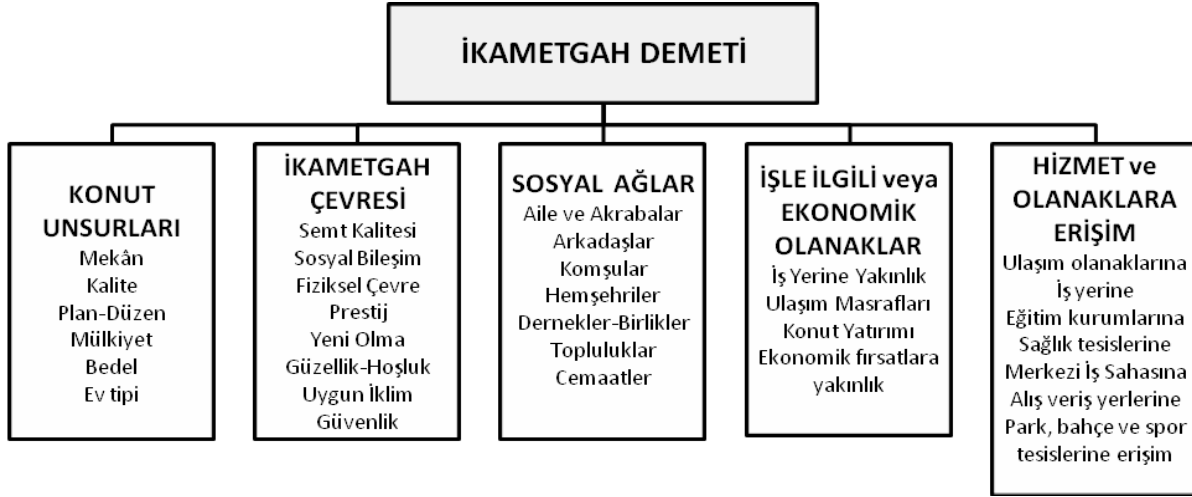 İKAMETGAH DEMETİ
KONUT
UNSURLARI
Mekân
Kalite
Plan-Düzen
Mülkiyet
Bedel
Ev tipi
İKAMETGAH
ÇEVRESİ
Semt Kalitesi
Sosyal Bileşim
Fiziksel Çevre
Prestij
Yeni Olma
Güzellik-Hoşluk
Uygun İklim
Güvenlik
SOSYAL AĞLAR
Aile ve Akrabalar
Arkadaşlar
Komşular
Hemşehriler
Dernekler-Birlikler
Topluluklar
Cemaatler
İŞLE İLGİLİ veya
EKONOMİK
OLANAKLAR
İş Yerine Yakınlık
Ulaşım Masrafları
Konut Yatırımı
Ekonomik fırsatlara
yakınlık
HİZMET ve
OLANAKLARA
ERİŞİM
Ulaşım olanaklarına
İş yerine
Eğitim kurumlarına
Sağlık tesislerine
Merkezi İş Sahasına
Alış veriş yerlerine
Park, bahçe ve spor
tesislerine erişim